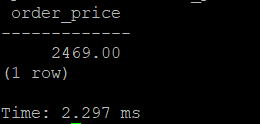 order_price
-------------
2469.00
(1 row)
Time: 2.297 ms